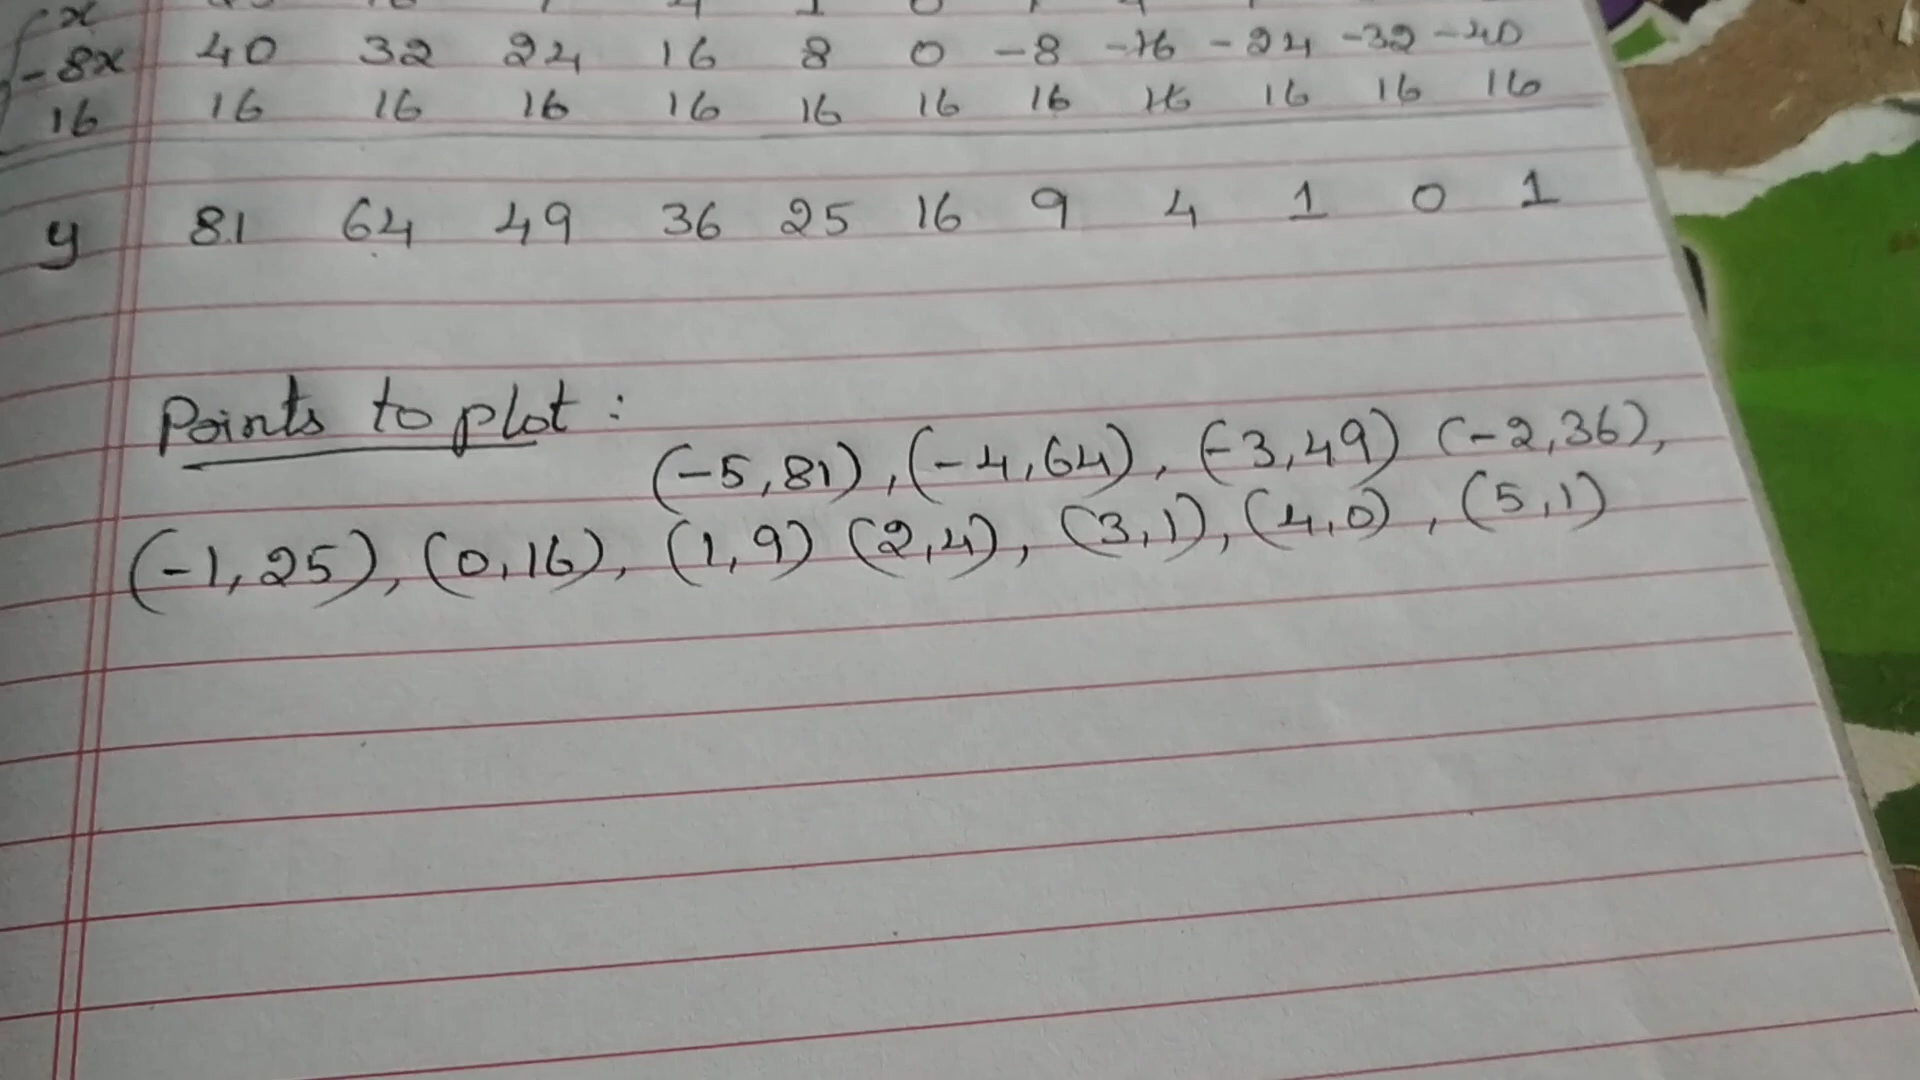 -8x 40 32 24 16 8 0 -8 -16 -24 -32 -40
16 16 16 16 16 16 16 16 16 16 16 16
y 81 64 49 36 25 16 9 4 1 0 1
Points to plot :
(-5,81), (-4,64), (-3,49) (-2,36),
(-1,25), (0,16), (1,9) (2,4), (3,1), (4,0), (5,1)